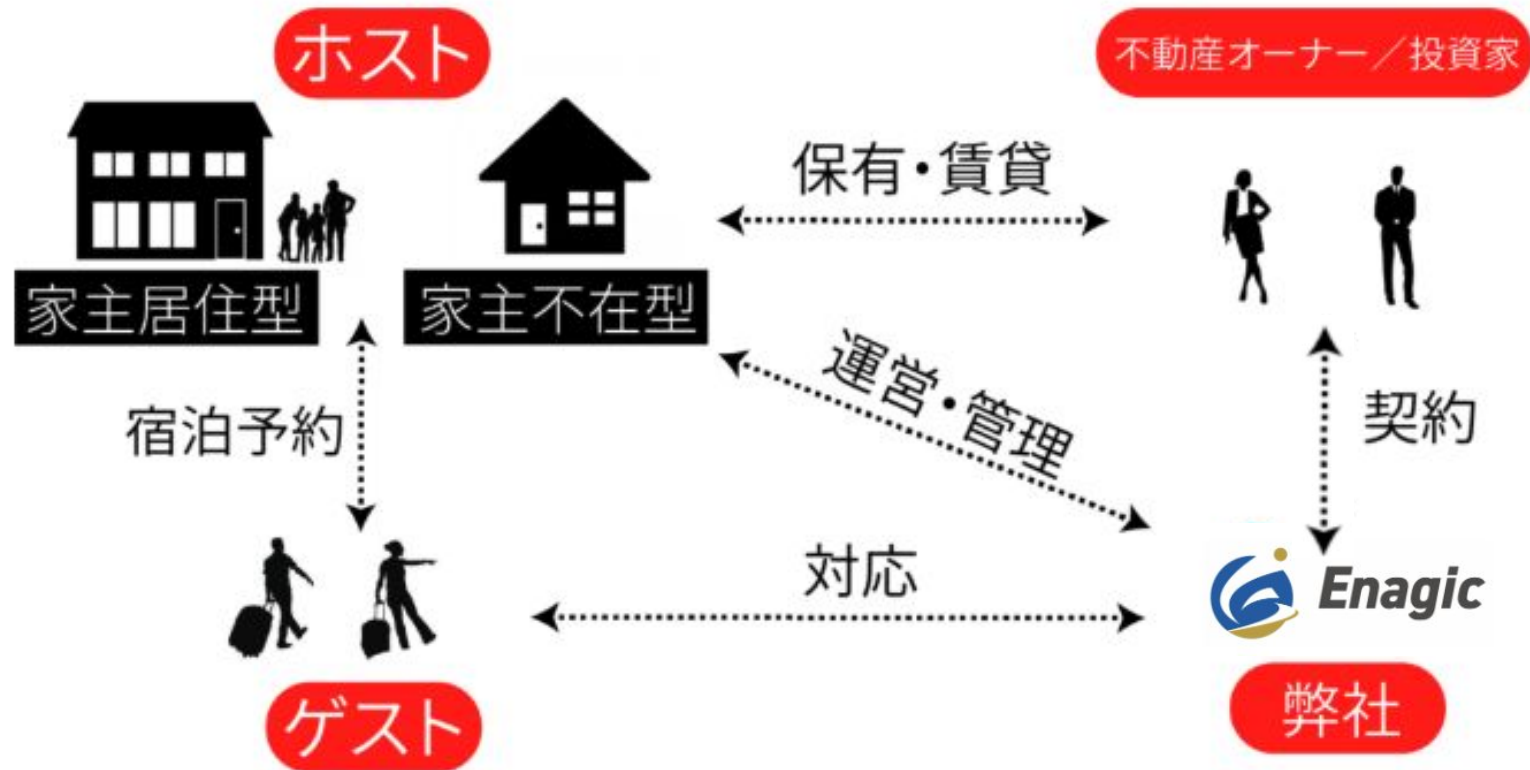 ホスト
不動産オーナー／投資家
保有・賃貸
家主居住型
家主不在型
運営・管理
宿泊予約
契約
対応
Enagic
ゲスト
弊社